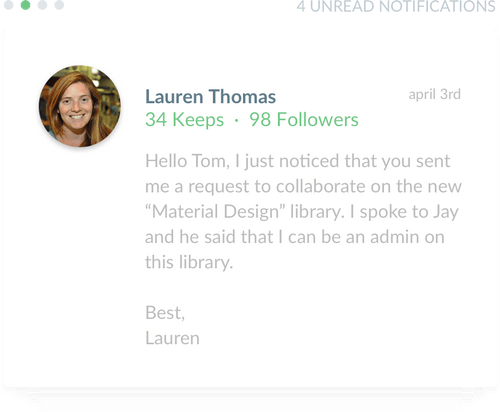 4 UNREAD NOTIFICATIONS
Lauren Thomas
april 3rd
34 Keeps · 98 Followers
Hello Tom, I just noticed that you sent
me a request to collaborate on the new
“Material Design” library. I spoke to Jay
and he said that I can be an admin on
this library.
Best,
Lauren